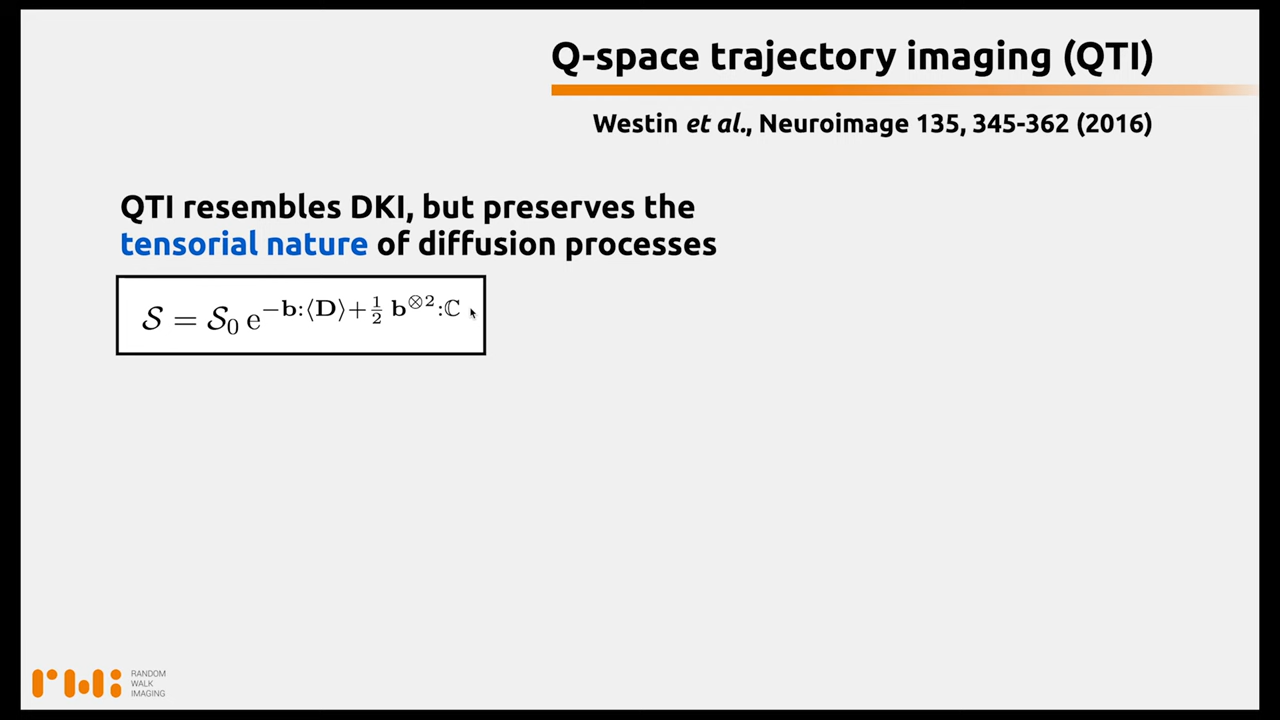 Q-space trajectory imaging (QTI)
Westin et al., Neuroimage 135, 345-362 (2016)
QTI resembles DKI, but preserves the
tensorial nature of diffusion processes
𝒮 = 𝒮₀ e^{−𝐛:⟨𝐃⟩+½ 𝐛^{⊗2}:ℂ}
rwi
RANDOM
WALK
IMAGING